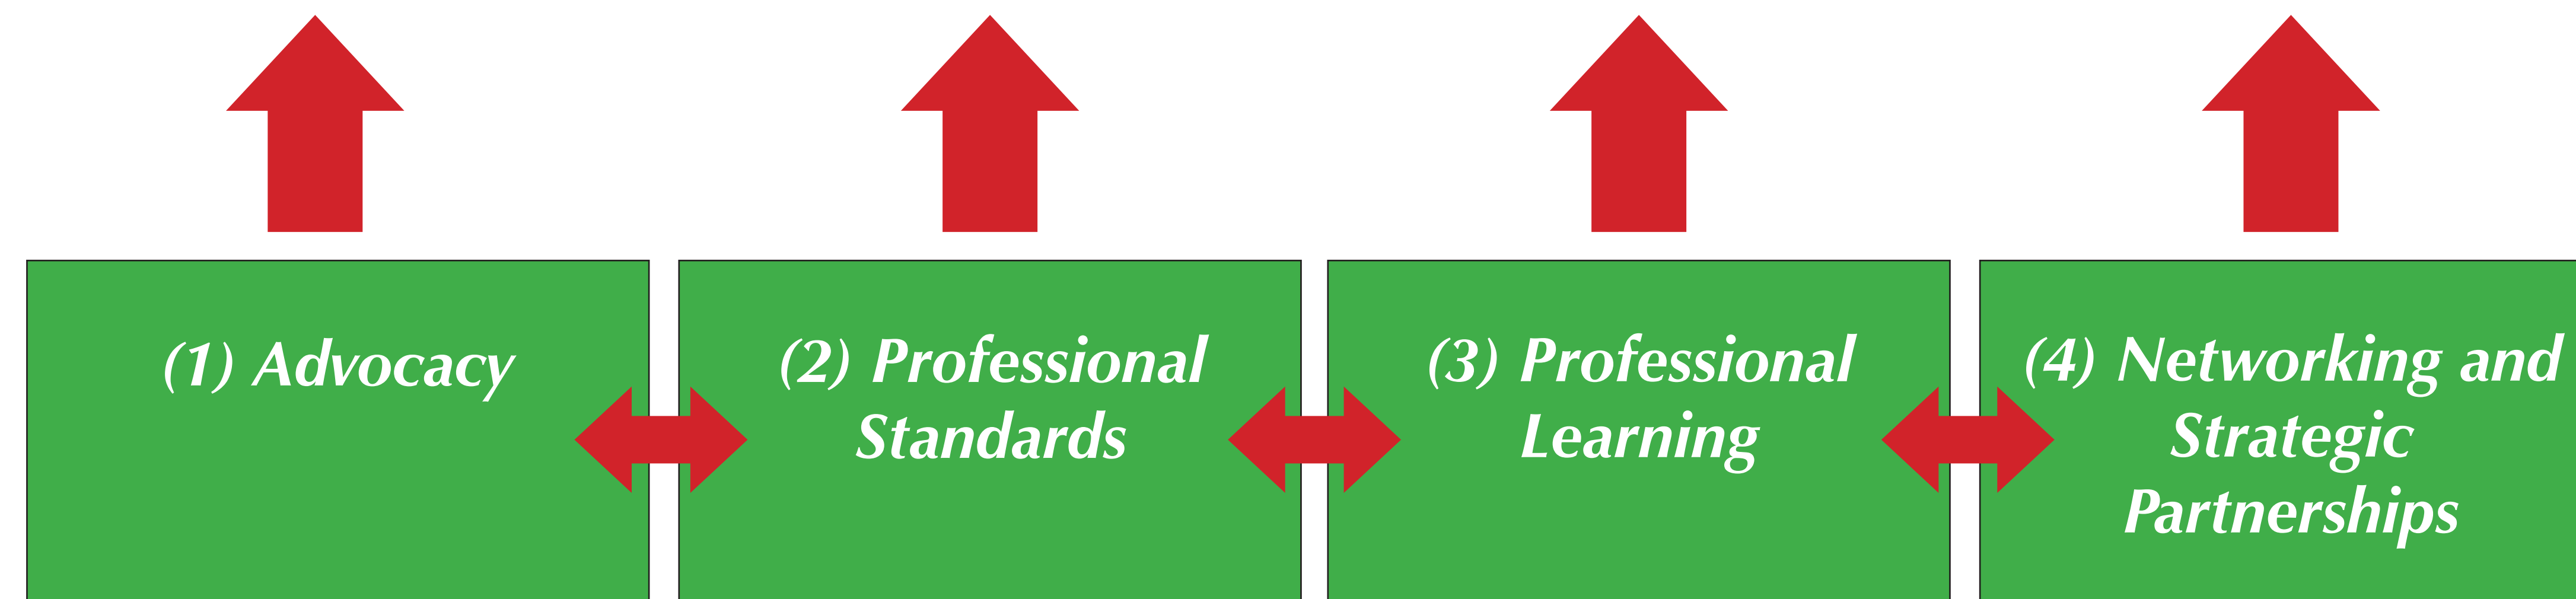 (1) Advocacy
(2) Professional
Standards
(3) Professional
Learning
(4) Networking and
Strategic
Partnerships